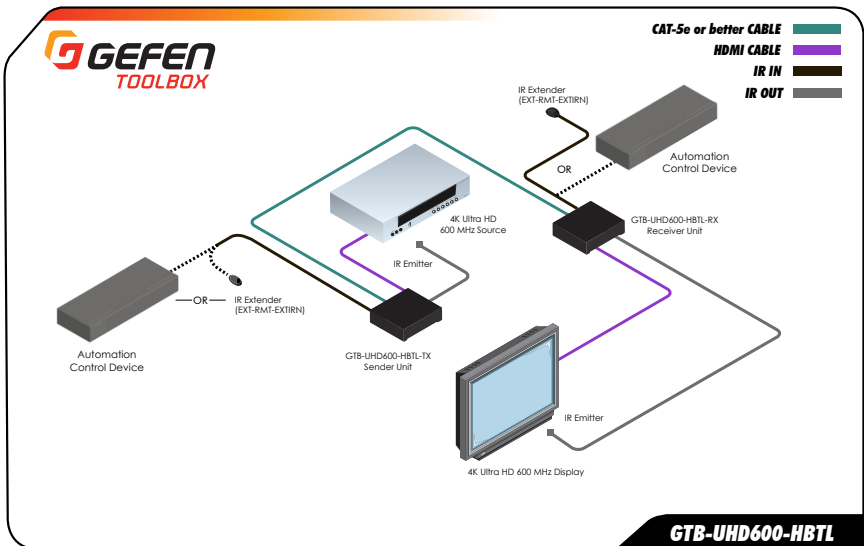 GEFEN
TOOLBOX
CAT-5e or better CABLE
HDMI CABLE
IR IN
IR OUT
IR Extender
(EXT-RMT-EXTIRN)
OR
Automation
Control Device
4K Ultra HD
600 MHz Source
GTB-UHD600-HBTL-RX
Receiver Unit
IR Emitter
OR
IR Extender
(EXT-RMT-EXTIRN)
Automation
Control Device
GTB-UHD600-HBTL-TX
Sender Unit
IR Emitter
4K Ultra HD 600 MHz Display
GTB-UHD600-HBTL